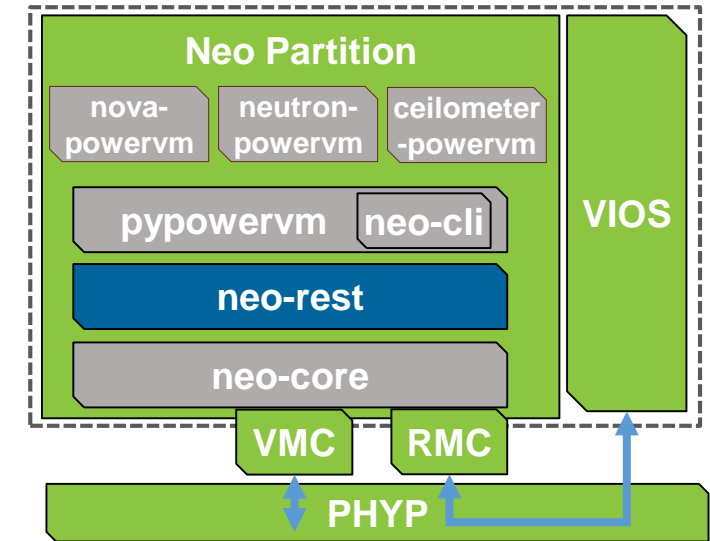 Neo Partition
nova-
powervm
neutron-
powervm
ceilometer
-powervm
pypowervm
neo-cli
VIOS
neo-rest
neo-core
VMC
RMC
PHYP